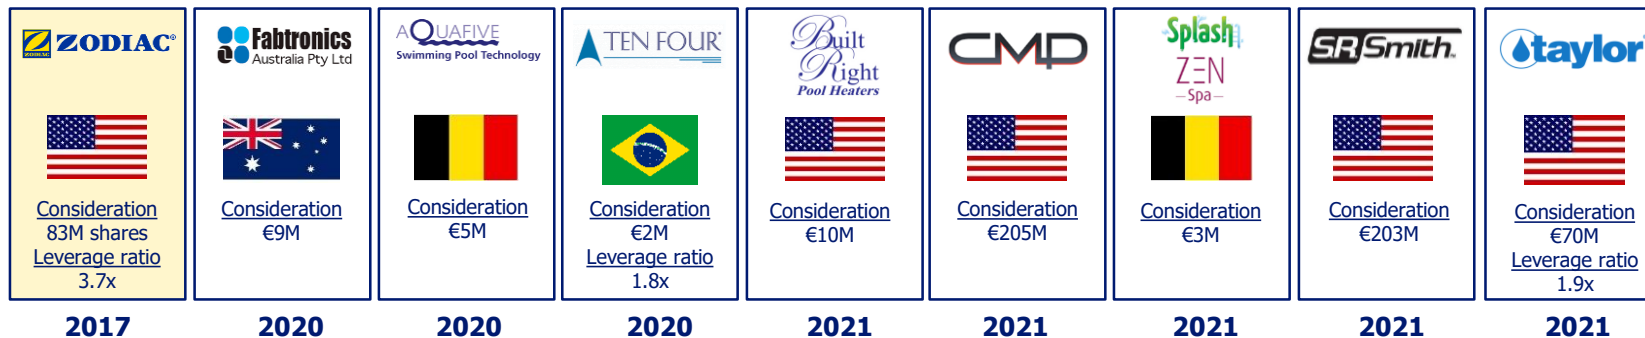 ZODIAC®
ZODIAC
Consideration
83M shares
Leverage ratio
3.7x
2017
Fabtronics
Australia Pty Ltd
Consideration
€9M
2020
AQUAFIVE
Swimming Pool Technology
Consideration
€5M
2020
TEN FOUR
Consideration
€2M
Leverage ratio
1.8x
2020
Built
Right
Pool Heaters
Consideration
€10M
2021
CMP
Consideration
€205M
2021
Splash
ZEN
—Spa—
Consideration
€3M
2021
SRSmith
Consideration
€203M
2021
taylor
Consideration
€70M
Leverage ratio
1.9x
2021